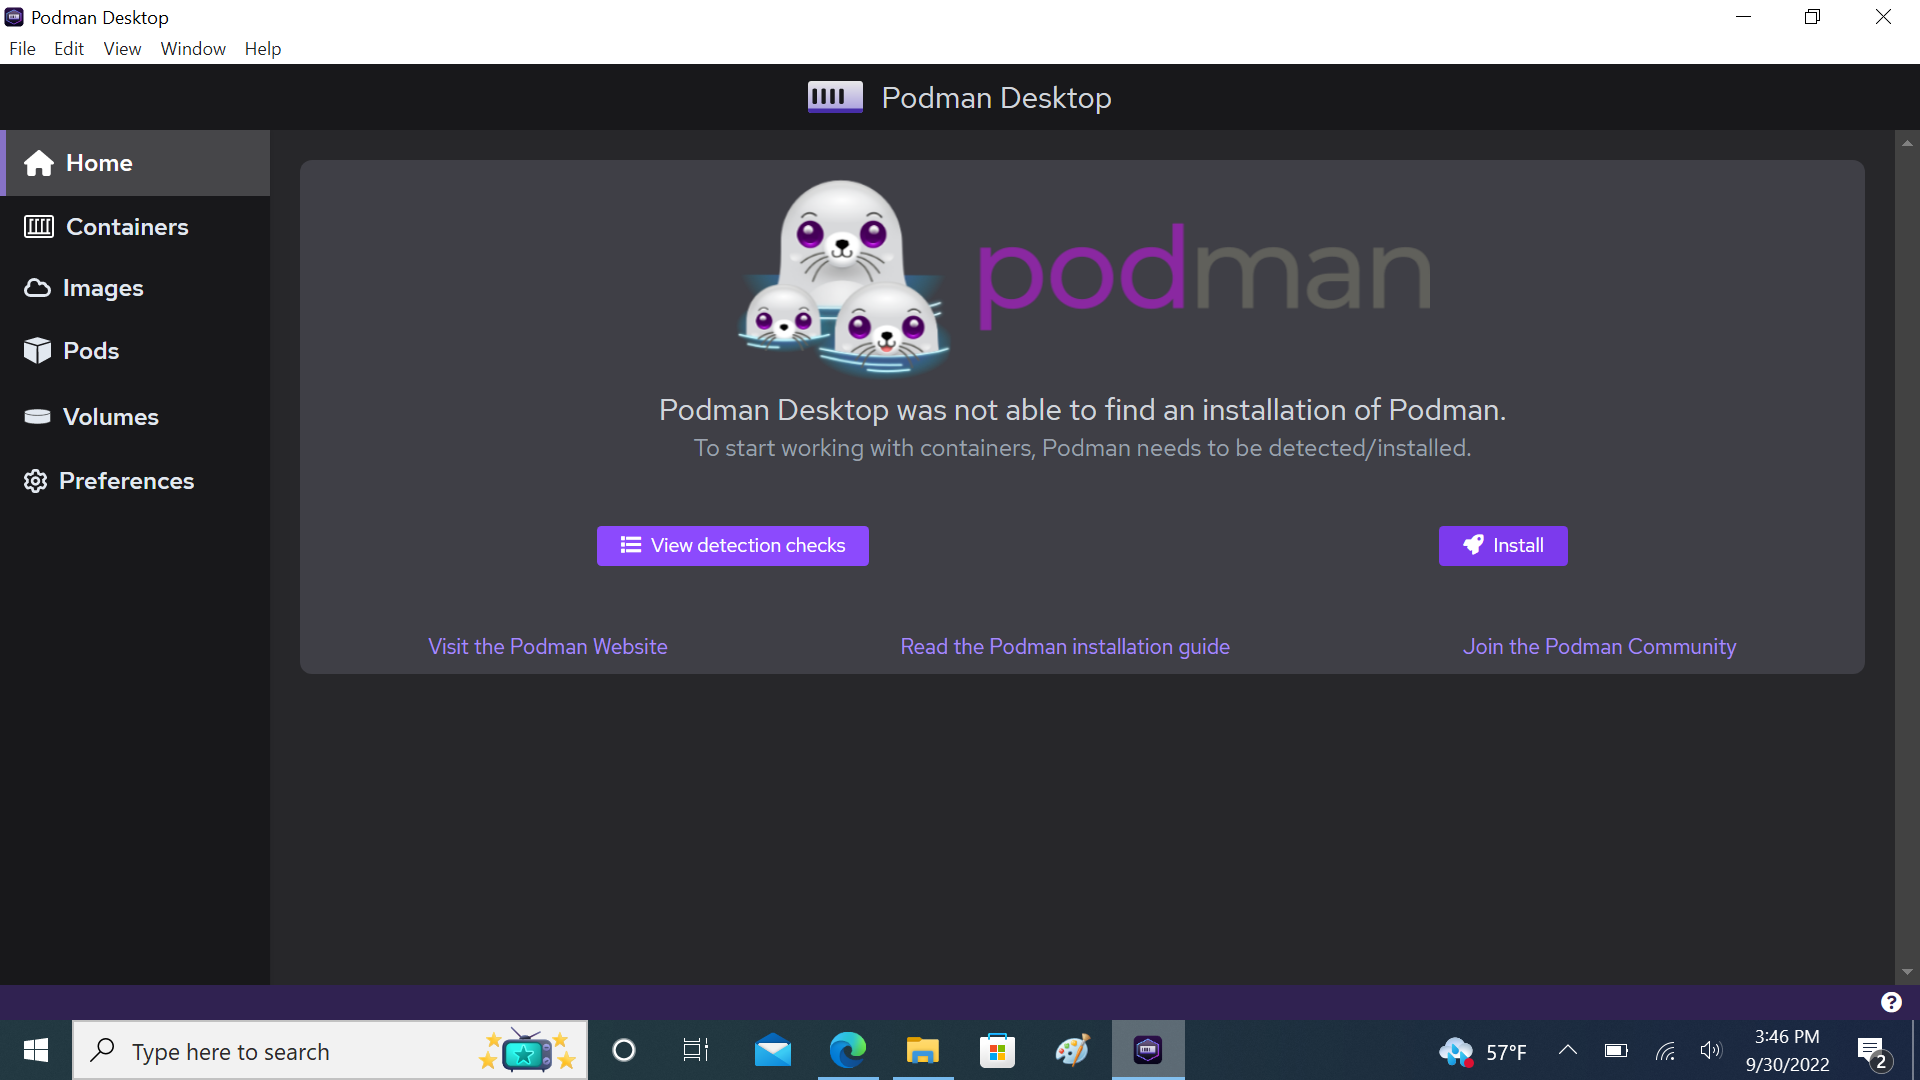 Podman Desktop
File Edit View Window Help
Podman Desktop
Home
Containers
Images
Pods
Volumes
Preferences
podman
Podman Desktop was not able to find an installation of Podman.
To start working with containers, Podman needs to be detected/installed.
View detection checks
Install
Visit the Podman Website
Read the Podman installation guide
Join the Podman Community
?
Type here to search
57°F
3:46 PM
9/30/2022
2